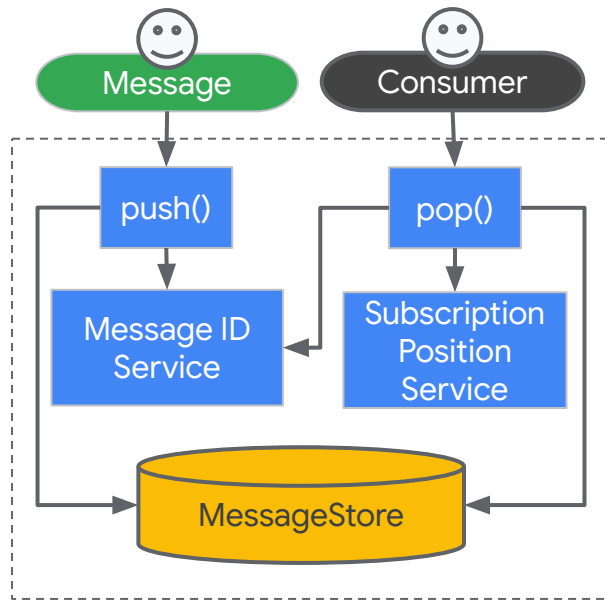 Message
Consumer
push()
pop()
Message ID
Service
Subscription
Position
Service
MessageStore